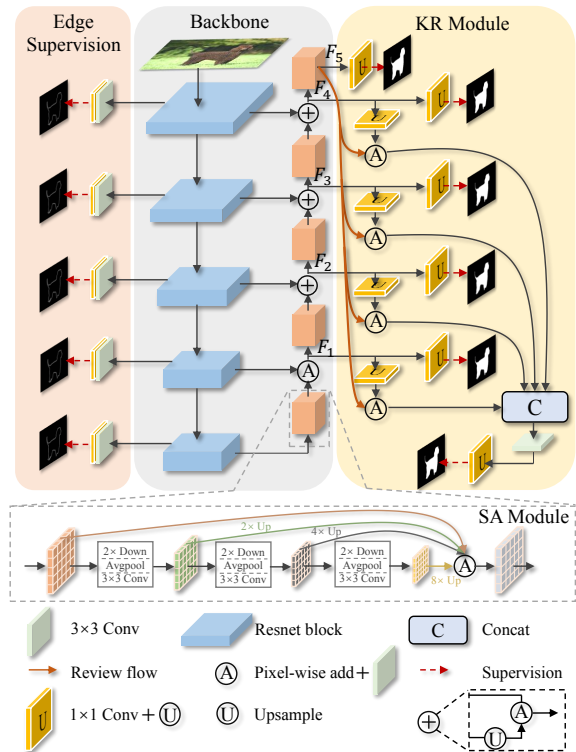 Edge
Supervision
Backbone
KR Module
F5
U
F4
U
U
A
F3
U
U
A
F2
U
U
A
F1
U
U
A
A
C
U
SA Module
2× Up
4× Up
2× Down
Avgpool
3×3 Conv
2× Down
Avgpool
3×3 Conv
2× Down
Avgpool
3×3 Conv
8× Up
A
3×3 Conv
Resnet block
C
Concat
Review flow
A
Pixel-wise add+
Supervision
U
1×1 Conv + U
U
Upsample
A
U